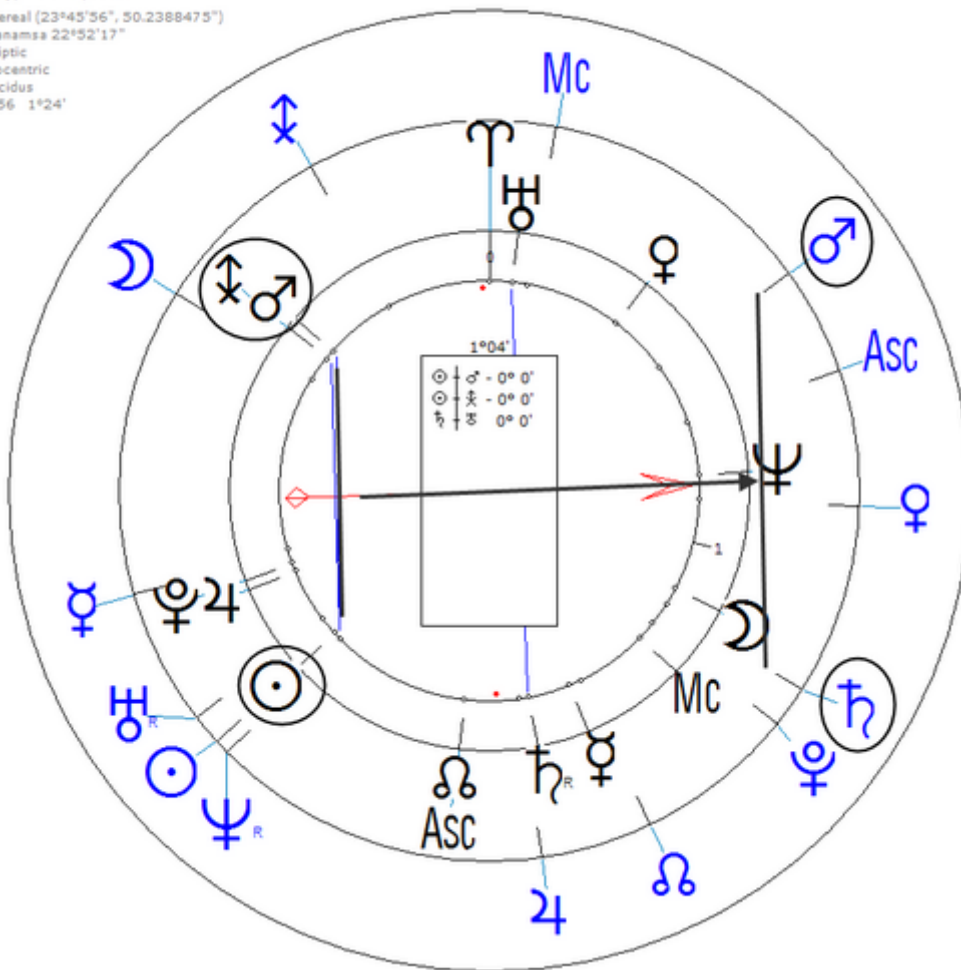 ereal (23°45'56", 50.2388475")
namsa 22°52'17"
iptic
ocentric
cidus
56 1°24'
Mc
0
Asc
1°04'
☉ ♂ - 0° 0'
☉ - 0° 0'
♄ 0° 0'
1
Mc
R
R
R
Asc